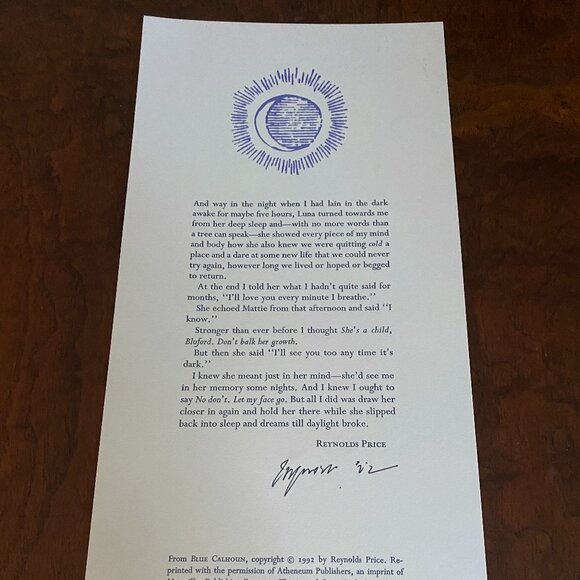 And way in the night when I had lain in the dark
awake for maybe five hours, Luna turned towards me
from her deep sleep and—with no more words than
a tree can speak—she showed every piece of my mind
and body how she also knew we were quitting cold a
place and a dare at some new life that we could never
try again, however long we lived or hoped or begged
to return.
At the end I told her what I hadn't quite said for
months, "I'll love you every minute I breathe."
She echoed Mattie from that afternoon and said "I
know."
Stronger than ever before I thought She's a child,
Bluford. Don't balk her growth.
But then she said "I'll see you too any time it's
dark."
I knew she meant just in her mind—she'd see me
in her memory some nights. And I knew I ought to
say No don't. Let my face go. But all I did was draw her
closer in again and hold her there while she slipped
back into sleep and dreams till daylight broke.
REYNOLDS PRICE
From BLUE CALHOUN, copyright © 1992 by Reynolds Price. Re-
printed with the permission of Atheneum Publishers, an imprint of